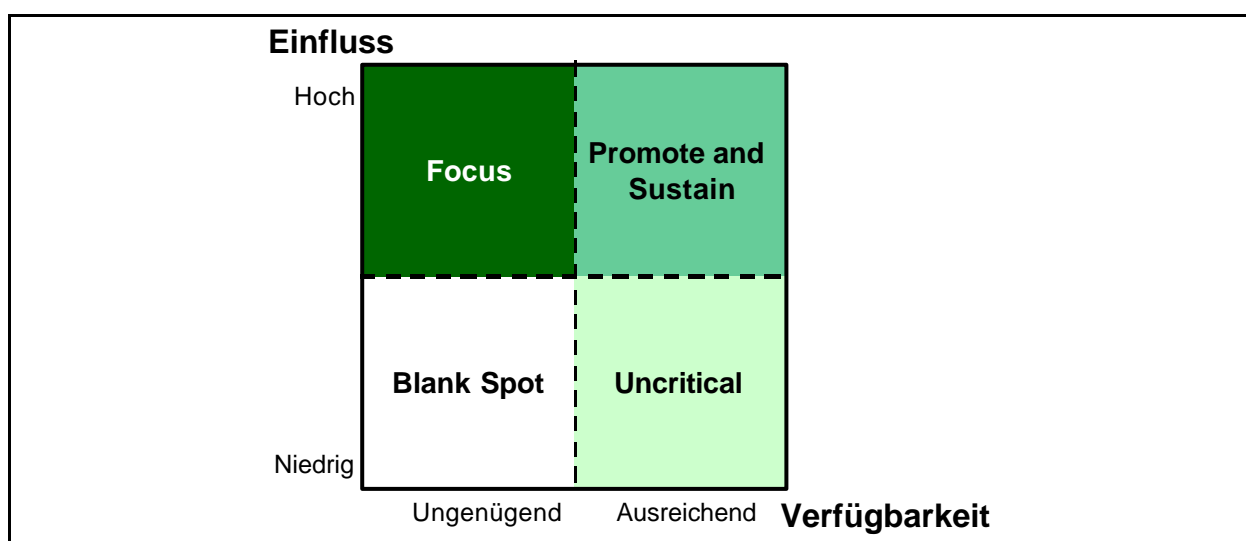 Einfluss
Hoch
Focus
Promote and
Sustain
Blank Spot
Uncritical
Niedrig
Ungenügend
Ausreichend
Verfügbarkeit